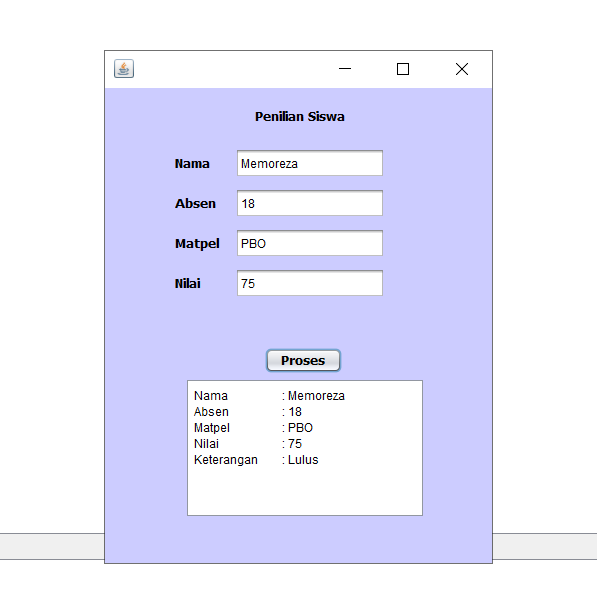 Penilian Siswa
Nama Memoreza
Absen 18
Matpel PBO
Nilai 75
Proses
Nama : Memoreza
Absen : 18
Matpel : PBO
Nilai : 75
Keterangan : Lulus